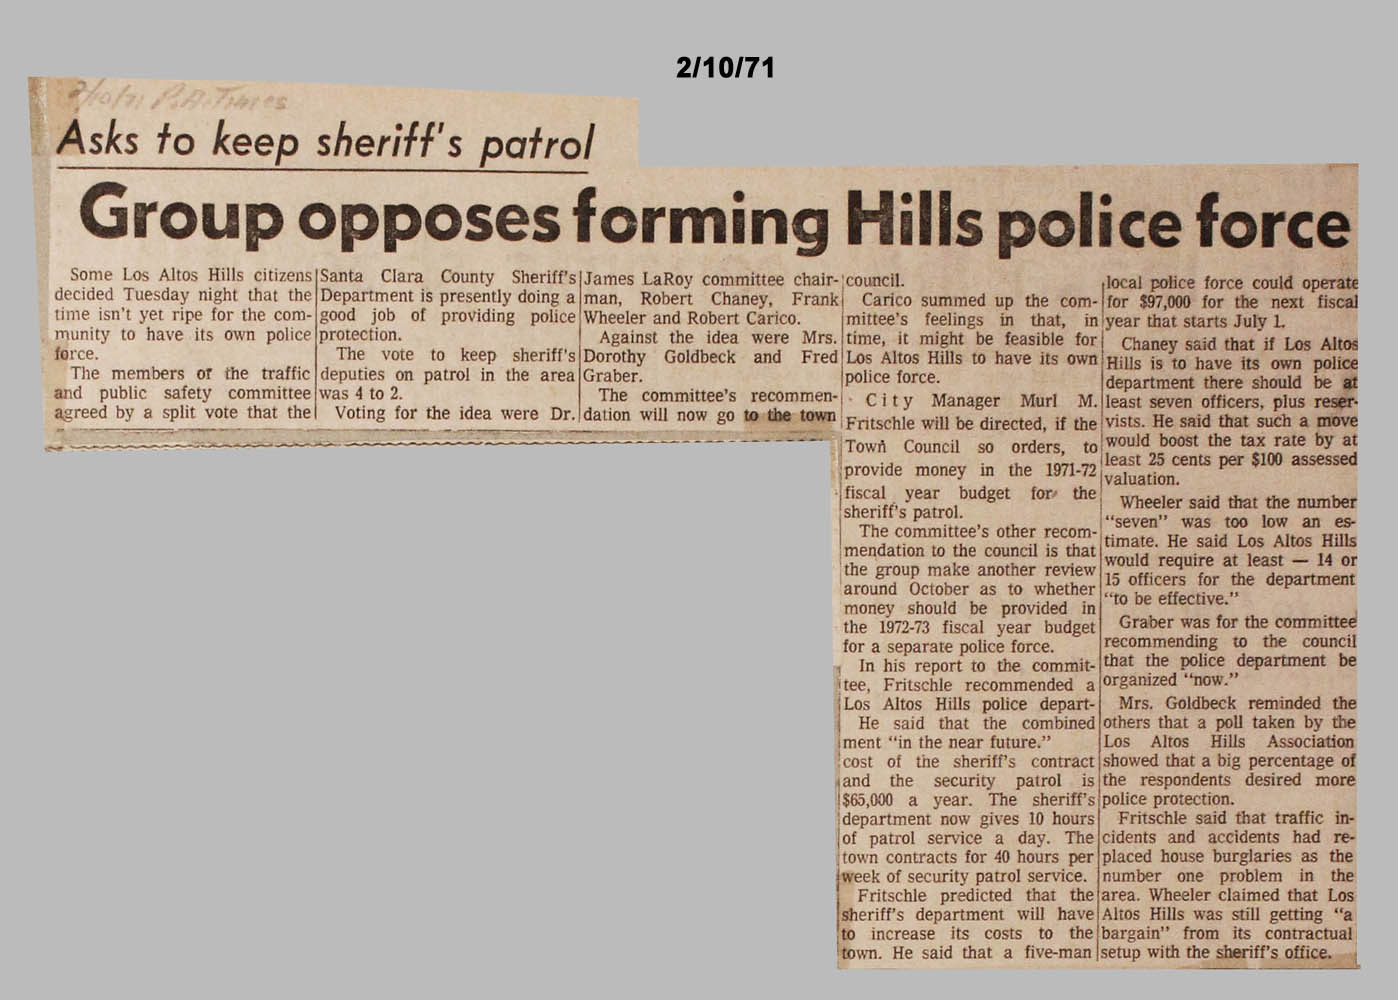 2/10/71
2/10/71 P.A. Times
Asks to keep sheriff's patrol
Group opposes forming Hills police force
Some Los Altos Hills citizens
decided Tuesday night that the
time isn't yet ripe for the com-
munity to have its own police
force.
The members of the traffic
and public safety committee
agreed by a split vote that the
Santa Clara County Sheriff's
Department is presently doing a
good job of providing police
protection.
The vote to keep sheriff's
deputies on patrol in the area
was 4 to 2.
Voting for the idea were Dr.
James LaRoy committee chair-
man, Robert Chaney, Frank
Wheeler and Robert Carico.
Against the idea were Mrs.
Dorothy Goldbeck and Fred
Graber.
The committee's recommen-
dation will now go to the town
council.
Carico summed up the com-
mittee's feelings in that, in
time, it might be feasible for
Los Altos Hills to have its own
police force.
City Manager Murl M.
Fritschle will be directed, if the
Town Council so orders, to
provide money in the 1971-72
fiscal year budget for the
sheriff's patrol.
The committee's other recom-
mendation to the council is that
the group make another review
around October as to whether
money should be provided in
the 1972-73 fiscal year budget
for a separate police force.
In his report to the commit-
tee, Fritschle recommended a
Los Altos Hills police depart-
He said that the combined
ment "in the near future."
cost of the sheriff's contract
and the security patrol is
$65,000 a year. The sheriff's
department now gives 10 hours
of patrol service a day. The
town contracts for 40 hours per
week of security patrol service.
Fritschle predicted that the
sheriff's department will have
to increase its costs to the
town. He said that a five-man
local police force could operate
for $97,000 for the next fiscal
year that starts July 1.
Chaney said that if Los Altos
Hills is to have its own police
department there should be at
least seven officers, plus reser-
vists. He said that such a move
would boost the tax rate by at
least 25 cents per $100 assessed
valuation.
Wheeler said that the number
"seven" was too low an es-
timate. He said Los Altos Hills
would require at least — 14 or
15 officers for the department
"to be effective."
Graber was for the committee
recommending to the council
that the police department be
organized "now."
Mrs. Goldbeck reminded the
others that a poll taken by the
Los Altos Hills Association
showed that a big percentage of
the respondents desired more
police protection.
Fritschle said that traffic in-
cidents and accidents had re-
placed house burglaries as the
number one problem in the
area. Wheeler claimed that Los
Altos Hills was still getting "a
bargain" from its contractual
setup with the sheriff's office.